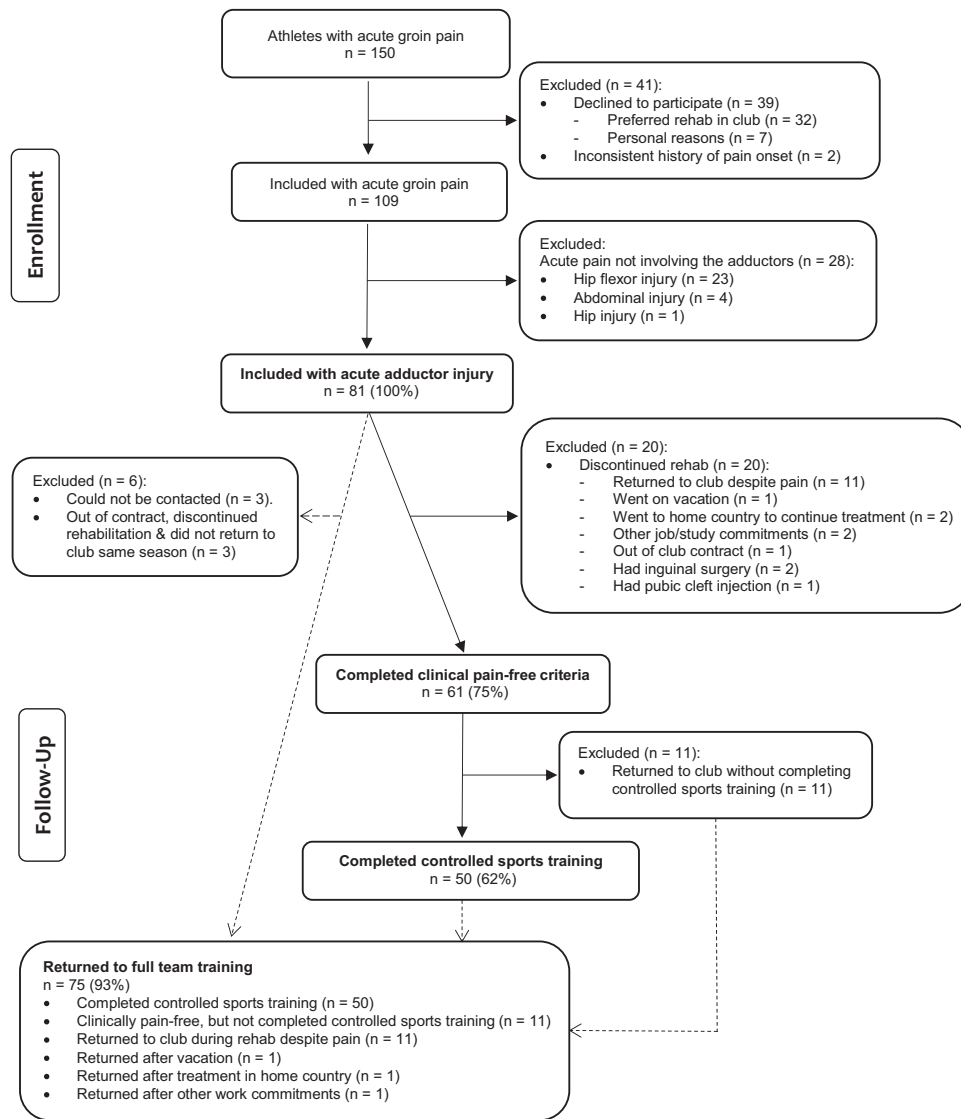 Athletes with acute groin pain
n = 150
Excluded (n = 41):
• Declined to participate (n = 39)
- Preferred rehab in club (n = 32)
- Personal reasons (n = 7)
• Inconsistent history of pain onset (n = 2)
Enrollment
Included with acute groin pain
n = 109
Excluded:
Acute pain not involving the adductors (n = 28):
• Hip flexor injury (n = 23)
• Abdominal injury (n = 4)
• Hip injury (n = 1)
Included with acute adductor injury
n = 81 (100%)
Excluded (n = 6):
• Could not be contacted (n = 3).
• Out of contract, discontinued
rehabilitation & did not return to
club same season (n = 3)
Excluded (n = 20):
• Discontinued rehab (n = 20):
- Returned to club despite pain (n = 11)
- Went on vacation (n = 1)
- Went to home country to continue treatment (n = 2)
- Other job/study commitments (n = 2)
- Out of club contract (n = 1)
- Had inguinal surgery (n = 2)
- Had pubic cleft injection (n = 1)
Completed clinical pain-free criteria
n = 61 (75%)
Follow-Up
Excluded (n = 11):
• Returned to club without completing
controlled sports training (n = 11)
Completed controlled sports training
n = 50 (62%)
Returned to full team training
n = 75 (93%)
• Completed controlled sports training (n = 50)
• Clinically pain-free, but not completed controlled sports training (n = 11)
• Returned to club during rehab despite pain (n = 11)
• Returned after vacation (n = 1)
• Returned after treatment in home country (n = 1)
• Returned after other work commitments (n = 1)